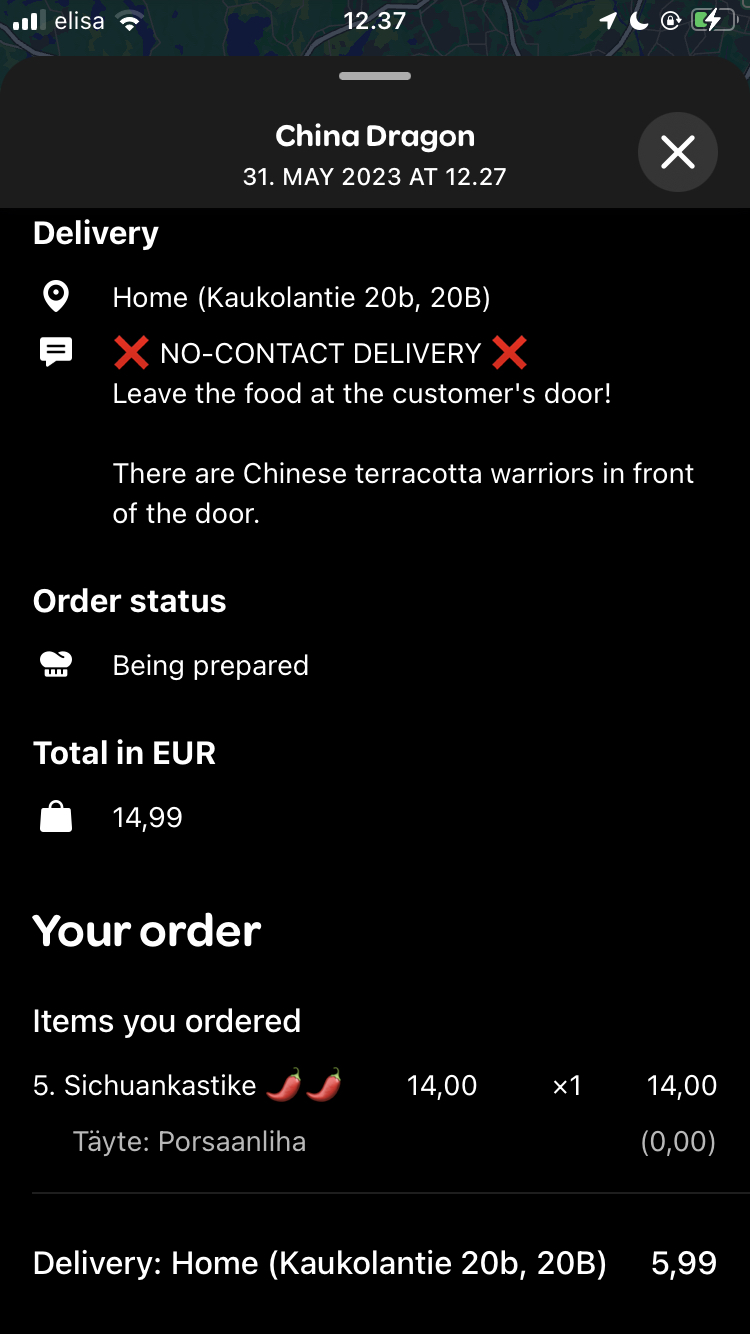 elisa 12.37
China Dragon
31. MAY 2023 AT 12.27
Delivery
Home (Kaukolantie 20b, 20B)
❌ NO-CONTACT DELIVERY ❌
Leave the food at the customer's door!
There are Chinese terracotta warriors in front
of the door.
Order status
Being prepared
Total in EUR
14,99
Your order
Items you ordered
5. Sichuankastike 🌶️🌶️ 14,00 ×1 14,00
Täyte: Porsaanliha (0,00)
Delivery: Home (Kaukolantie 20b, 20B) 5,99